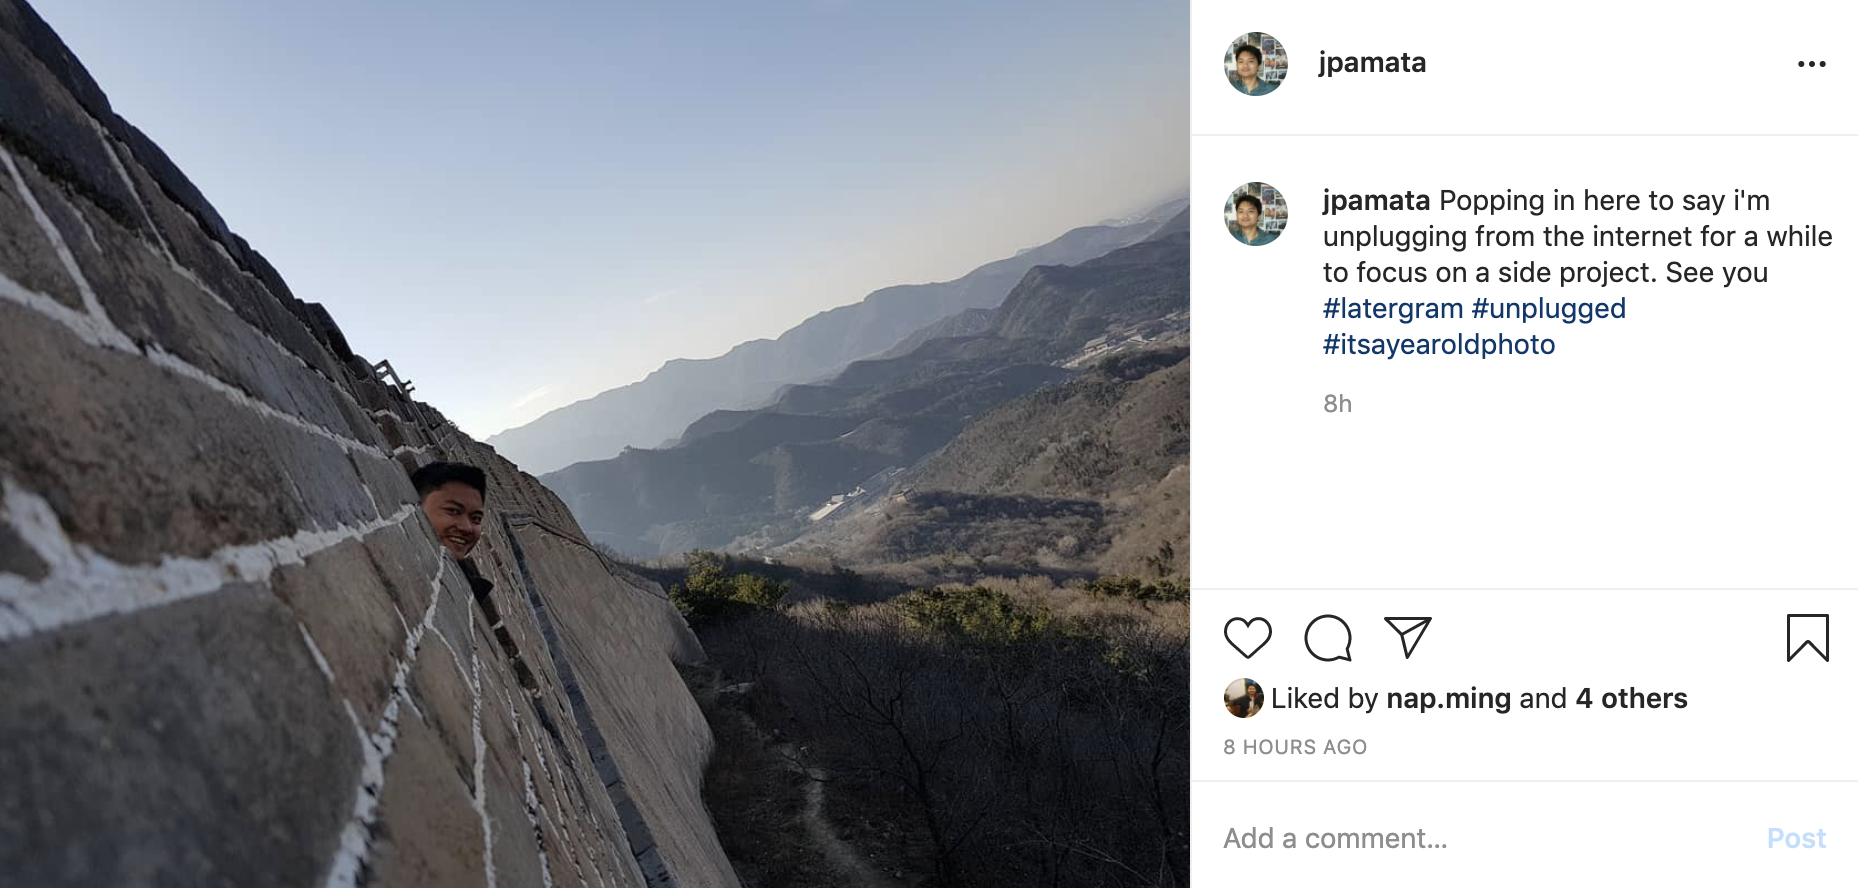 jpamata
jpamata Popping in here to say i'm
unplugging from the internet for a while
to focus on a side project. See you
#latergram #unplugged
#itsayearoldphoto
8h
Liked by nap.ming and 4 others
8 HOURS AGO
Add a comment...
Post